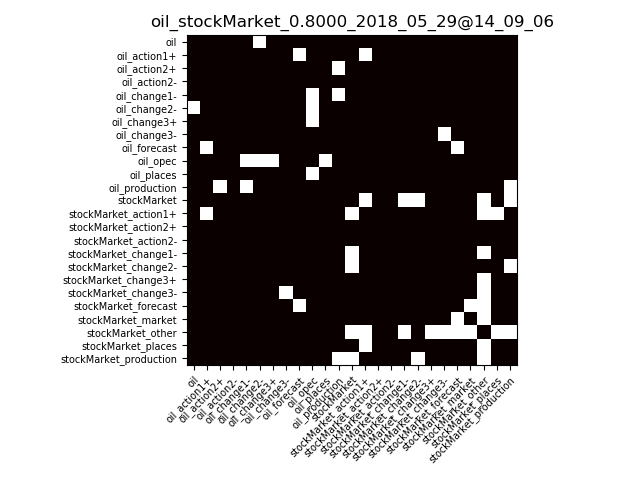 oil_stockMarket_0.8000_2018_05_29@14_09_06
oil
oil_action1+
oil_action2+
oil_action2-
oil_change1-
oil_change2-
oil_change3+
oil_change3-
oil_forecast
oil_opec
oil_places
oil_production
stockMarket
stockMarket_action1+
stockMarket_action2+
stockMarket_action2-
stockMarket_change1-
stockMarket_change2-
stockMarket_change3+
stockMarket_change3-
stockMarket_forecast
stockMarket_market
stockMarket_other
stockMarket_places
stockMarket_production
oil
oil_action1+
oil_action2+
oil_action2-
oil_change1-
oil_change2-
oil_change3+
oil_change3-
oil_forecast
oil_opec
oil_places
oil_production
stockMarket
stockMarket_action1+
stockMarket_action2+
stockMarket_action2-
stockMarket_change1-
stockMarket_change2-
stockMarket_change3+
stockMarket_change3-
stockMarket_forecast
stockMarket_market
stockMarket_other
stockMarket_places
stockMarket_production